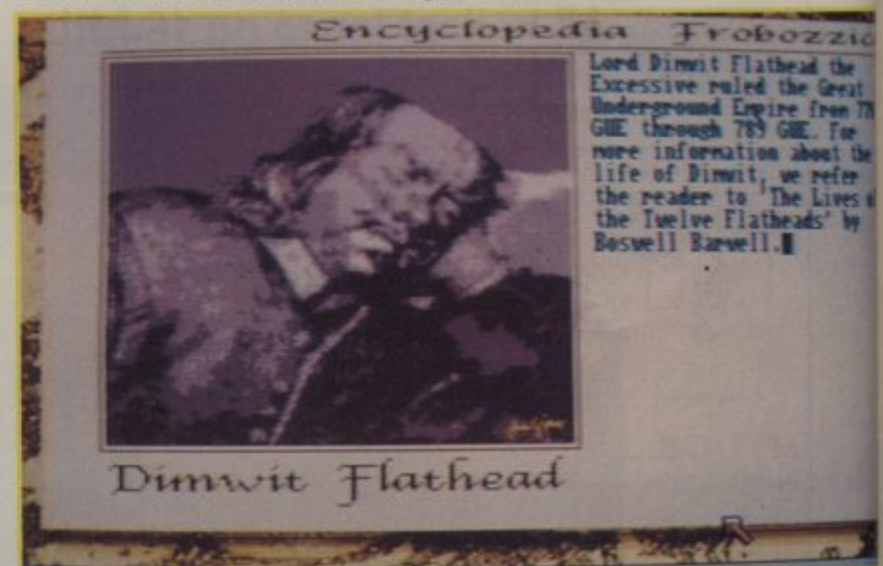 Encyclopedia Frobozzic
Lord Dimwit Flathead the
Excessive ruled the Great
Underground Empire from 77
GUE through 789 GUE. For
more information about the
life of Dimwit, we refer
the reader to 'The Lives o
the Twelve Flatheads' by
Boswell Barwell.
Dimwit Flathead